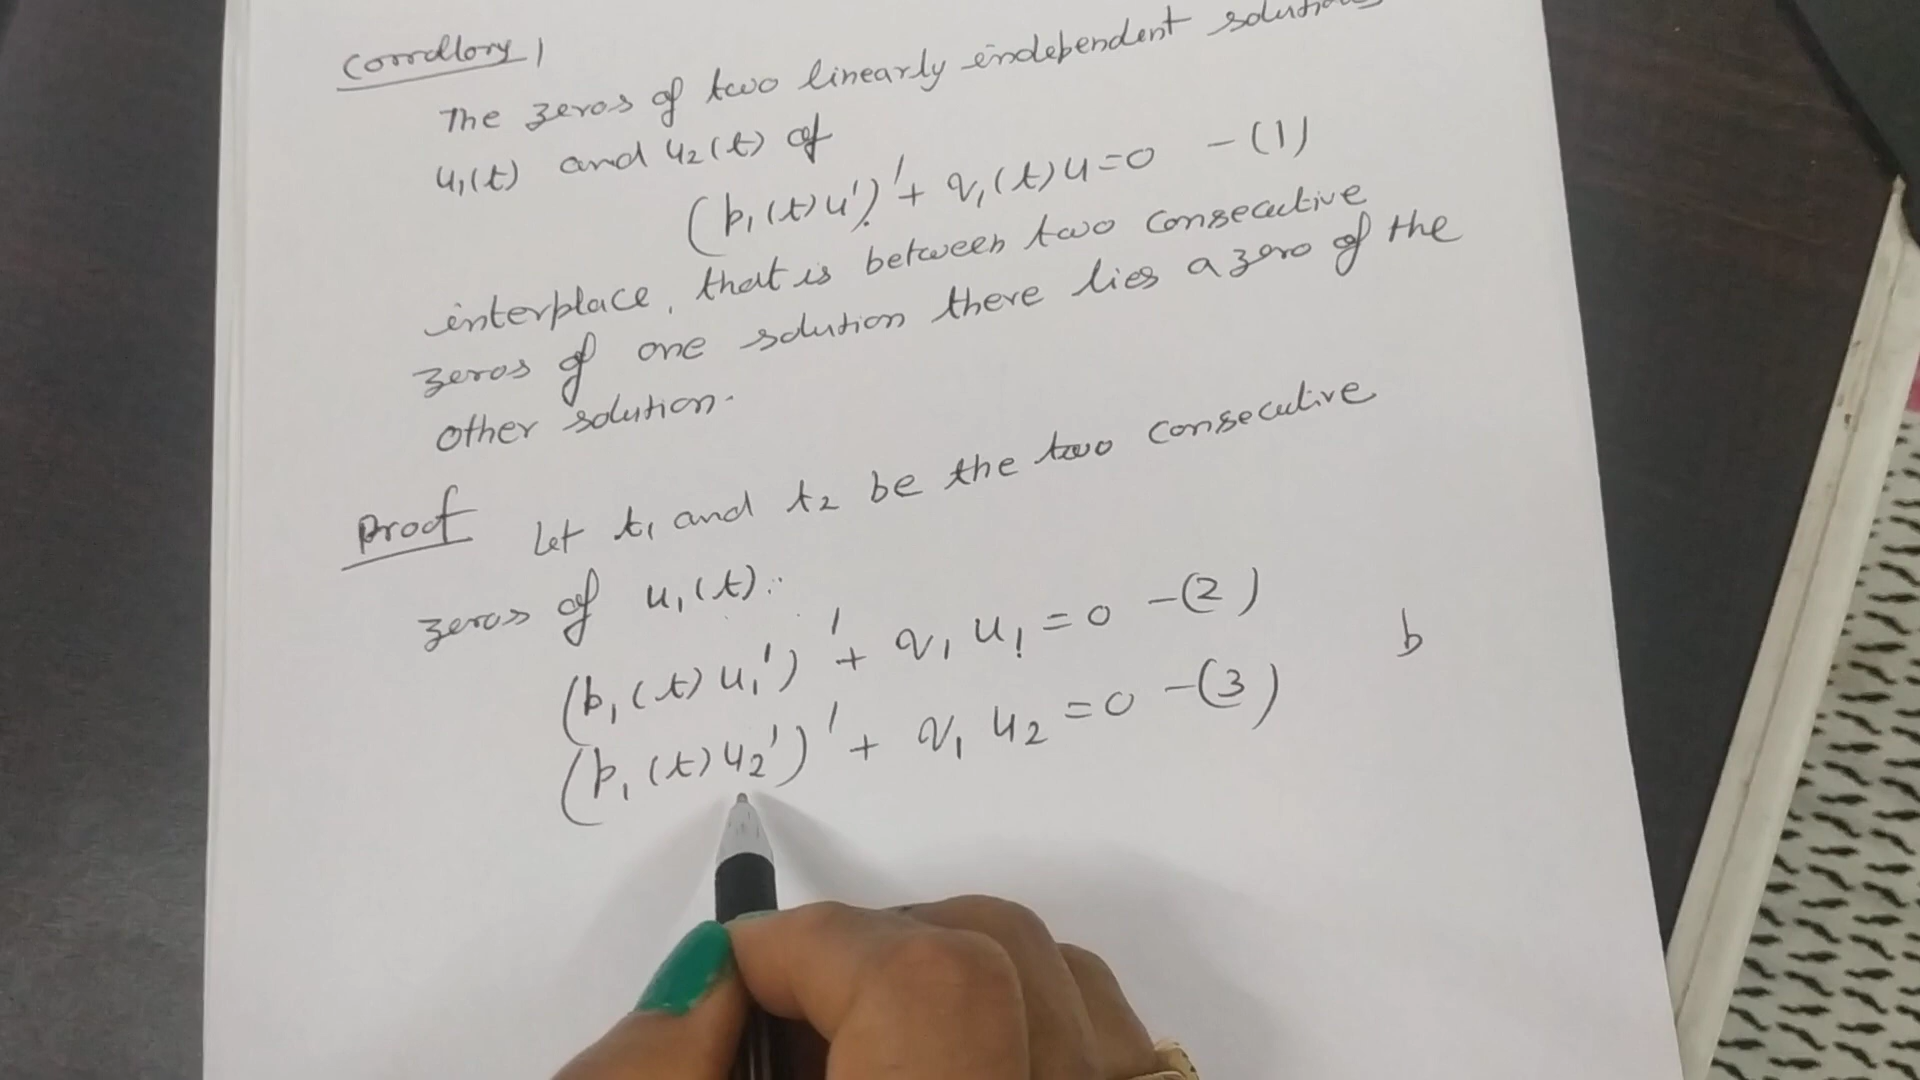 Corollory 1
The zeros of two linearly independent solutions
u₁(t) and u₂(t) of
(p₁(t)u')' + q₁(t)u = 0 - (1)
interplace, that is between two consecutive
zeros of one solution there lies a zero of the
other solution.
Proof Let t₁ and t₂ be the two consecutive
zeros of u₁(t).
(p₁(t)u₁')' + q₁u₁ = 0 - (2)
b
(p₁(t)u₂')' + q₁u₂ = 0 - (3)